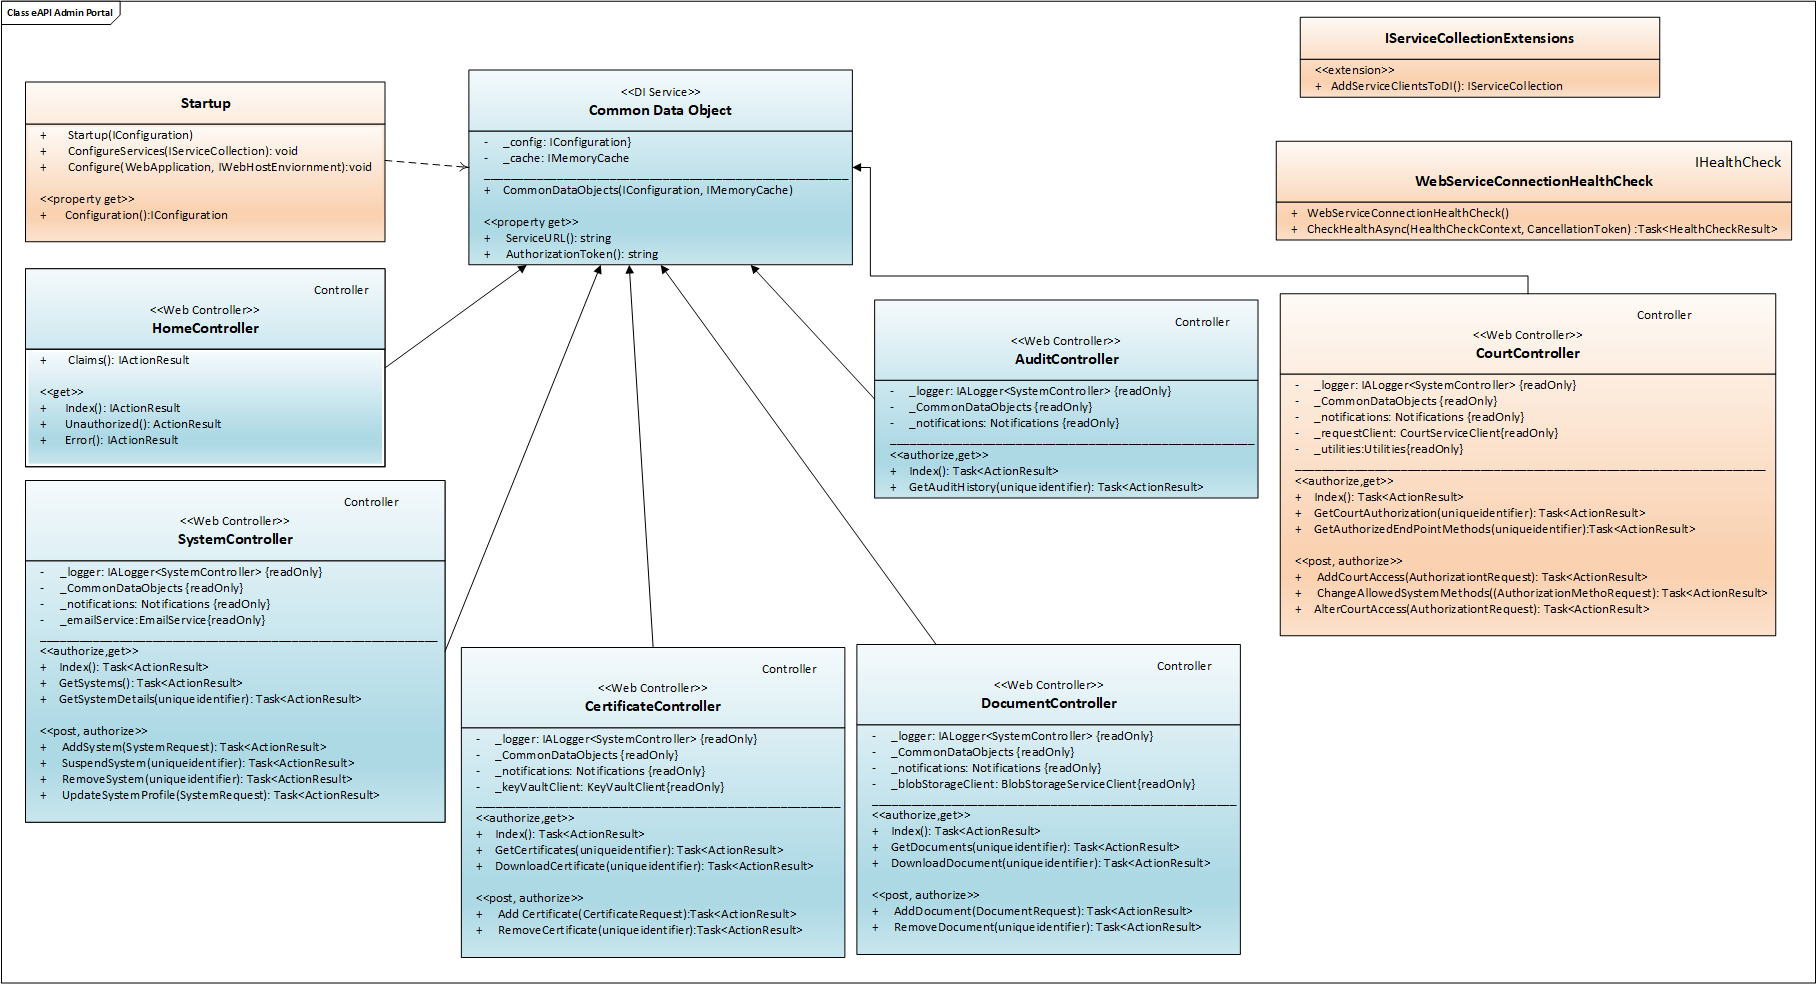 Class eAPI Admin Portal
Startup
+ Startup(IConfiguration)
+ ConfigureServices(IServiceCollection): void
+ Configure(WebApplication, IWebHostEnviornment):void
<<property get>>
+ Configuration():IConfiguration
<<DI Service>>
Common Data Object
- _config: IConfiguration}
- _cache: IMemoryCache
+ CommonDataObjects(IConfiguration, IMemoryCache)
<<property get>>
+ ServiceURL(): string
+ AuthorizationToken(): string
IServiceCollectionExtensions
<<extension>>
+ AddServiceClientsToDI(): IServiceCollection
IHealthCheck
WebServiceConnectionHealthCheck
+ WebServiceConnectionHealthCheck()
+ CheckHealthAsync(HealthCheckContext, CancellationToken) :Task<HealthCheckResult>
Controller
<<Web Controller>>
HomeController
+ Claims(): IActionResult
<<get>>
+ Index(): IActionResult
+ Unauthorized(): ActionResult
+ Error(): IActionResult
Controller
<<Web Controller>>
AuditController
- _logger: IALogger<SystemController> {readOnly}
- _CommonDataObjects {readOnly}
- _notifications: Notifications {readOnly}
<<authorize,get>>
+ Index(): Task<ActionResult>
+ GetAuditHistory(uniqueidentifier): Task<ActionResult>
Controller
<<Web Controller>>
CourtController
- _logger: IALogger<SystemController> {readOnly}
- _CommonDataObjects {readOnly}
- _notifications: Notifications {readOnly}
- _requestClient: CourtServiceClient{readOnly}
- _utilities:Utilities{readOnly}
<<authorize,get>>
+ Index(): Task<ActionResult>
+ GetCourtAuthorization(uniqueidentifier): Task<ActionResult>
+ GetAuthorizedEndPointMethods(uniqueidentifier):Task<ActionResult>
<<post, authorize>>
+ AddCourtAccess(AuthorizationtRequest): Task<ActionResult>
+ ChangeAllowedSystemMethods((AuthorizationMethoRequest): Task<ActionResult>
+ AlterCourtAccess(AuthorizationtRequest): Task<ActionResult>
Controller
<<Web Controller>>
SystemController
- _logger: IALogger<SystemController> {readOnly}
- _CommonDataObjects {readOnly}
- _notifications: Notifications {readOnly}
- _emailService:EmailService{readOnly}
<<authorize,get>>
+ Index(): Task<ActionResult>
+ GetSystems(): Task<ActionResult>
+ GetSystemDetails(uniqueidentifier): Task<ActionResult>
<<post, authorize>>
+ AddSystem(SystemRequest): Task<ActionResult>
+ SuspendSystem(uniqueidentifier): Task<ActionResult>
+ RemoveSystem(uniqueidentifier): Task<ActionResult>
+ UpdateSystemProfile(SystemRequest): Task<ActionResult>
Controller
<<Web Controller>>
CertificateController
- _logger: IALogger<SystemController> {readOnly}
- _CommonDataObjects {readOnly}
- _notifications: Notifications {readOnly}
- _keyVaultClient: KeyVaultClient{readOnly}
<<authorize,get>>
+ Index(): Task<ActionResult>
+ GetCertificates(uniqueidentifier): Task<ActionResult>
+ DownloadCertificate(uniqueidentifier): Task<ActionResult>
<<post, authorize>>
+ Add Certificate(CertificateRequest):Task<ActionResult>
+ RemoveCertificate(uniqueidentifier):Task<ActionResult>
Controller
<<Web Controller>>
DocumentController
- _logger: IALogger<SystemController> {readOnly}
- _CommonDataObjects {readOnly}
- _notifications: Notifications {readOnly}
- _blobStorageClient: BlobStorageServiceClient{readOnly}
<<authorize,get>>
+ Index(): Task<ActionResult>
+ GetDocuments(uniqueidentifier): Task<ActionResult>
+ DownloadDocument(uniqueidentifier): Task<ActionResult>
<<post, authorize>>
+ AddDocument(DocumentRequest): Task<ActionResult>
+ RemoveDocument(uniqueidentifier): Task<ActionResult>